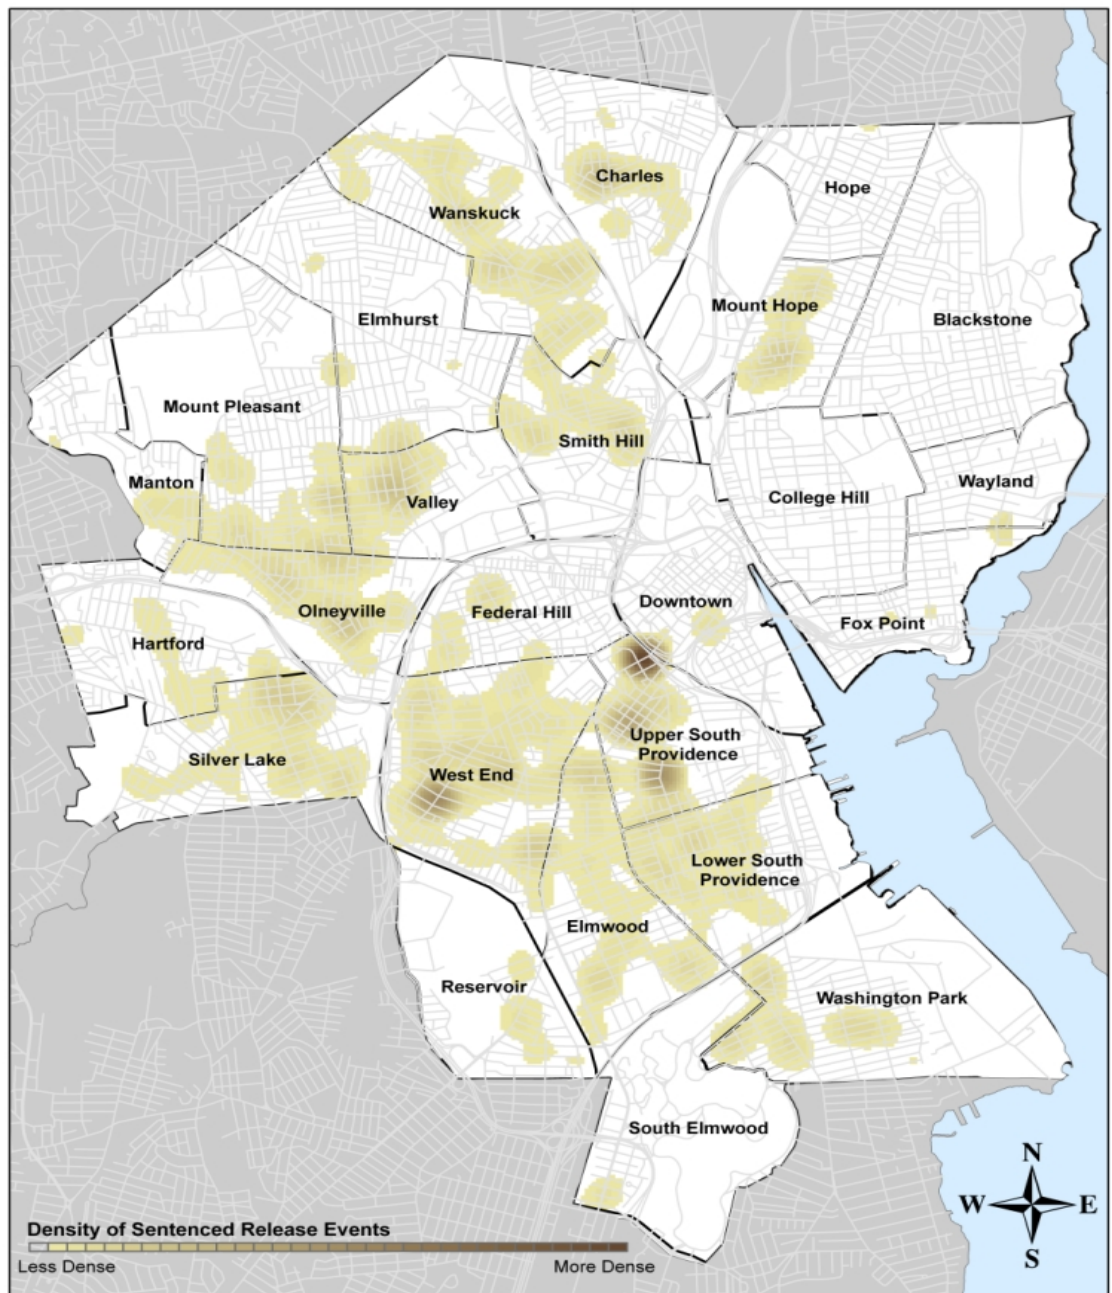 Charles
Hope
Wanskuck
Mount Hope
Elmhurst
Blackstone
Mount Pleasant
Smith Hill
Manton
Valley
College Hill
Wayland
Olneyville
Federal Hill
Downtown
Fox Point
Hartford
Silver Lake
Upper South
Providence
West End
Lower South
Providence
Elmwood
Reservoir
Washington Park
South Elmwood
N
W
E
S
Density of Sentenced Release Events
Less Dense
More Dense